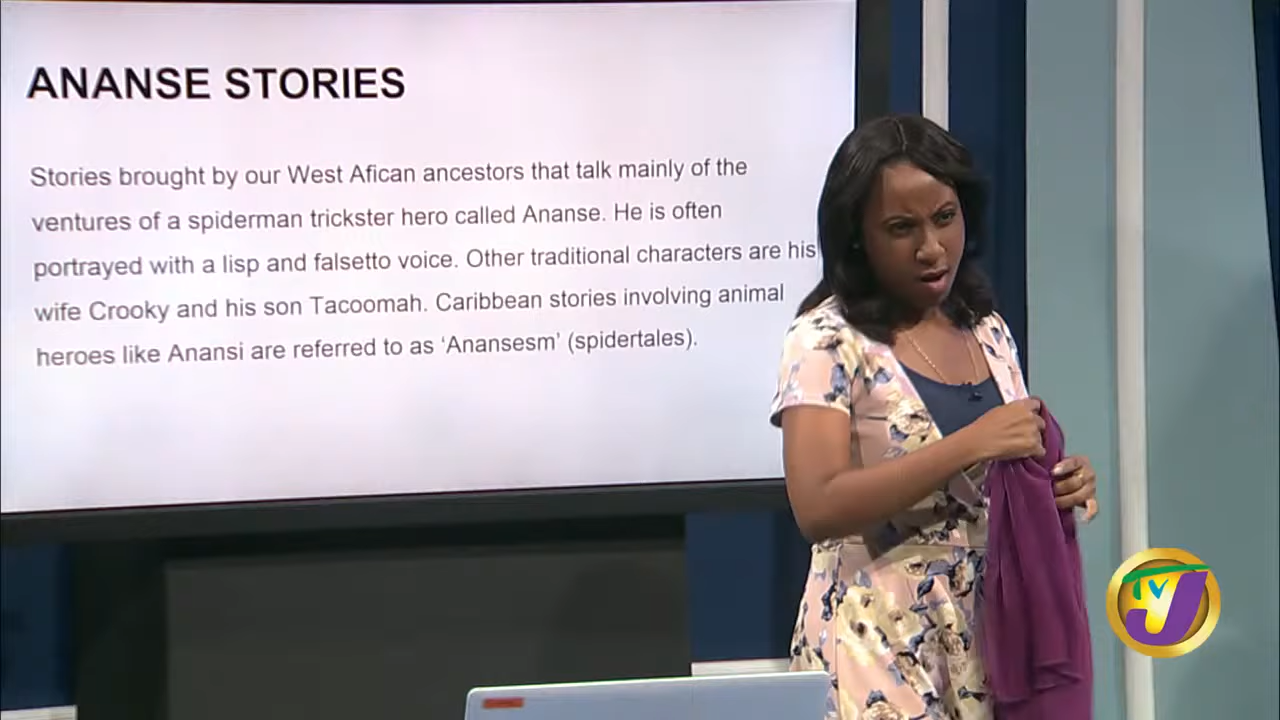 ANANSE STORIES
Stories brought by our West Afican ancestors that talk mainly of the
ventures of a spiderman trickster hero called Ananse. He is often
portrayed with a lisp and falsetto voice. Other traditional characters are his
wife Crooky and his son Tacoomah. Caribbean stories involving animal
heroes like Anansi are referred to as ‘Anansesm’ (spidertales).
TVJ